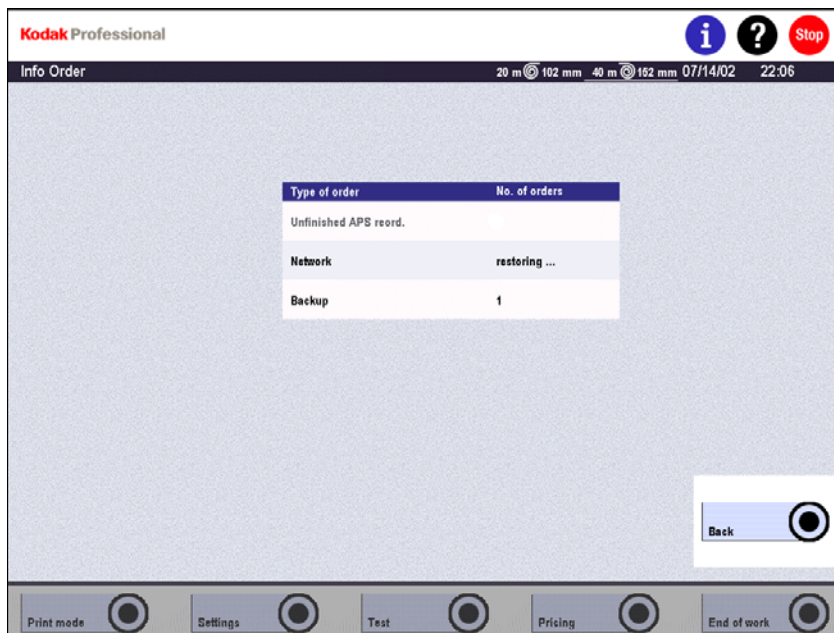 Kodak Professional
i ? Stop
Info Order 20 m 102 mm 40 m 152 mm 07/14/02 22:06
Type of order No. of orders
Unfinished APS reord.
Network restoring ...
Backup 1
Back
Print mode Settings Test Pricing End of work